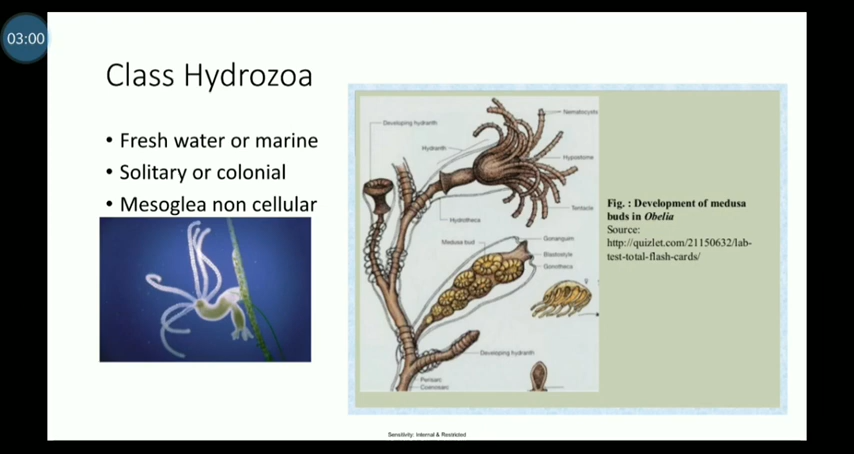 03:00
Class Hydrozoa
• Fresh water or marine
• Solitary or colonial
• Mesoglea non cellular
Developing hydranth
Nematocysts
Hydranth
Hypostome
Tentacle
Hydrotheca
Medusa bud
Gonangium
Blastostyle
Gonotheca
Developing hydranth
Perisarc
Coenosarc
Fig. : Development of medusa
buds in Obelia
Source:
http://quizlet.com/21150632/lab-
test-total-flash-cards/
Sensitivity: Internal & Restricted